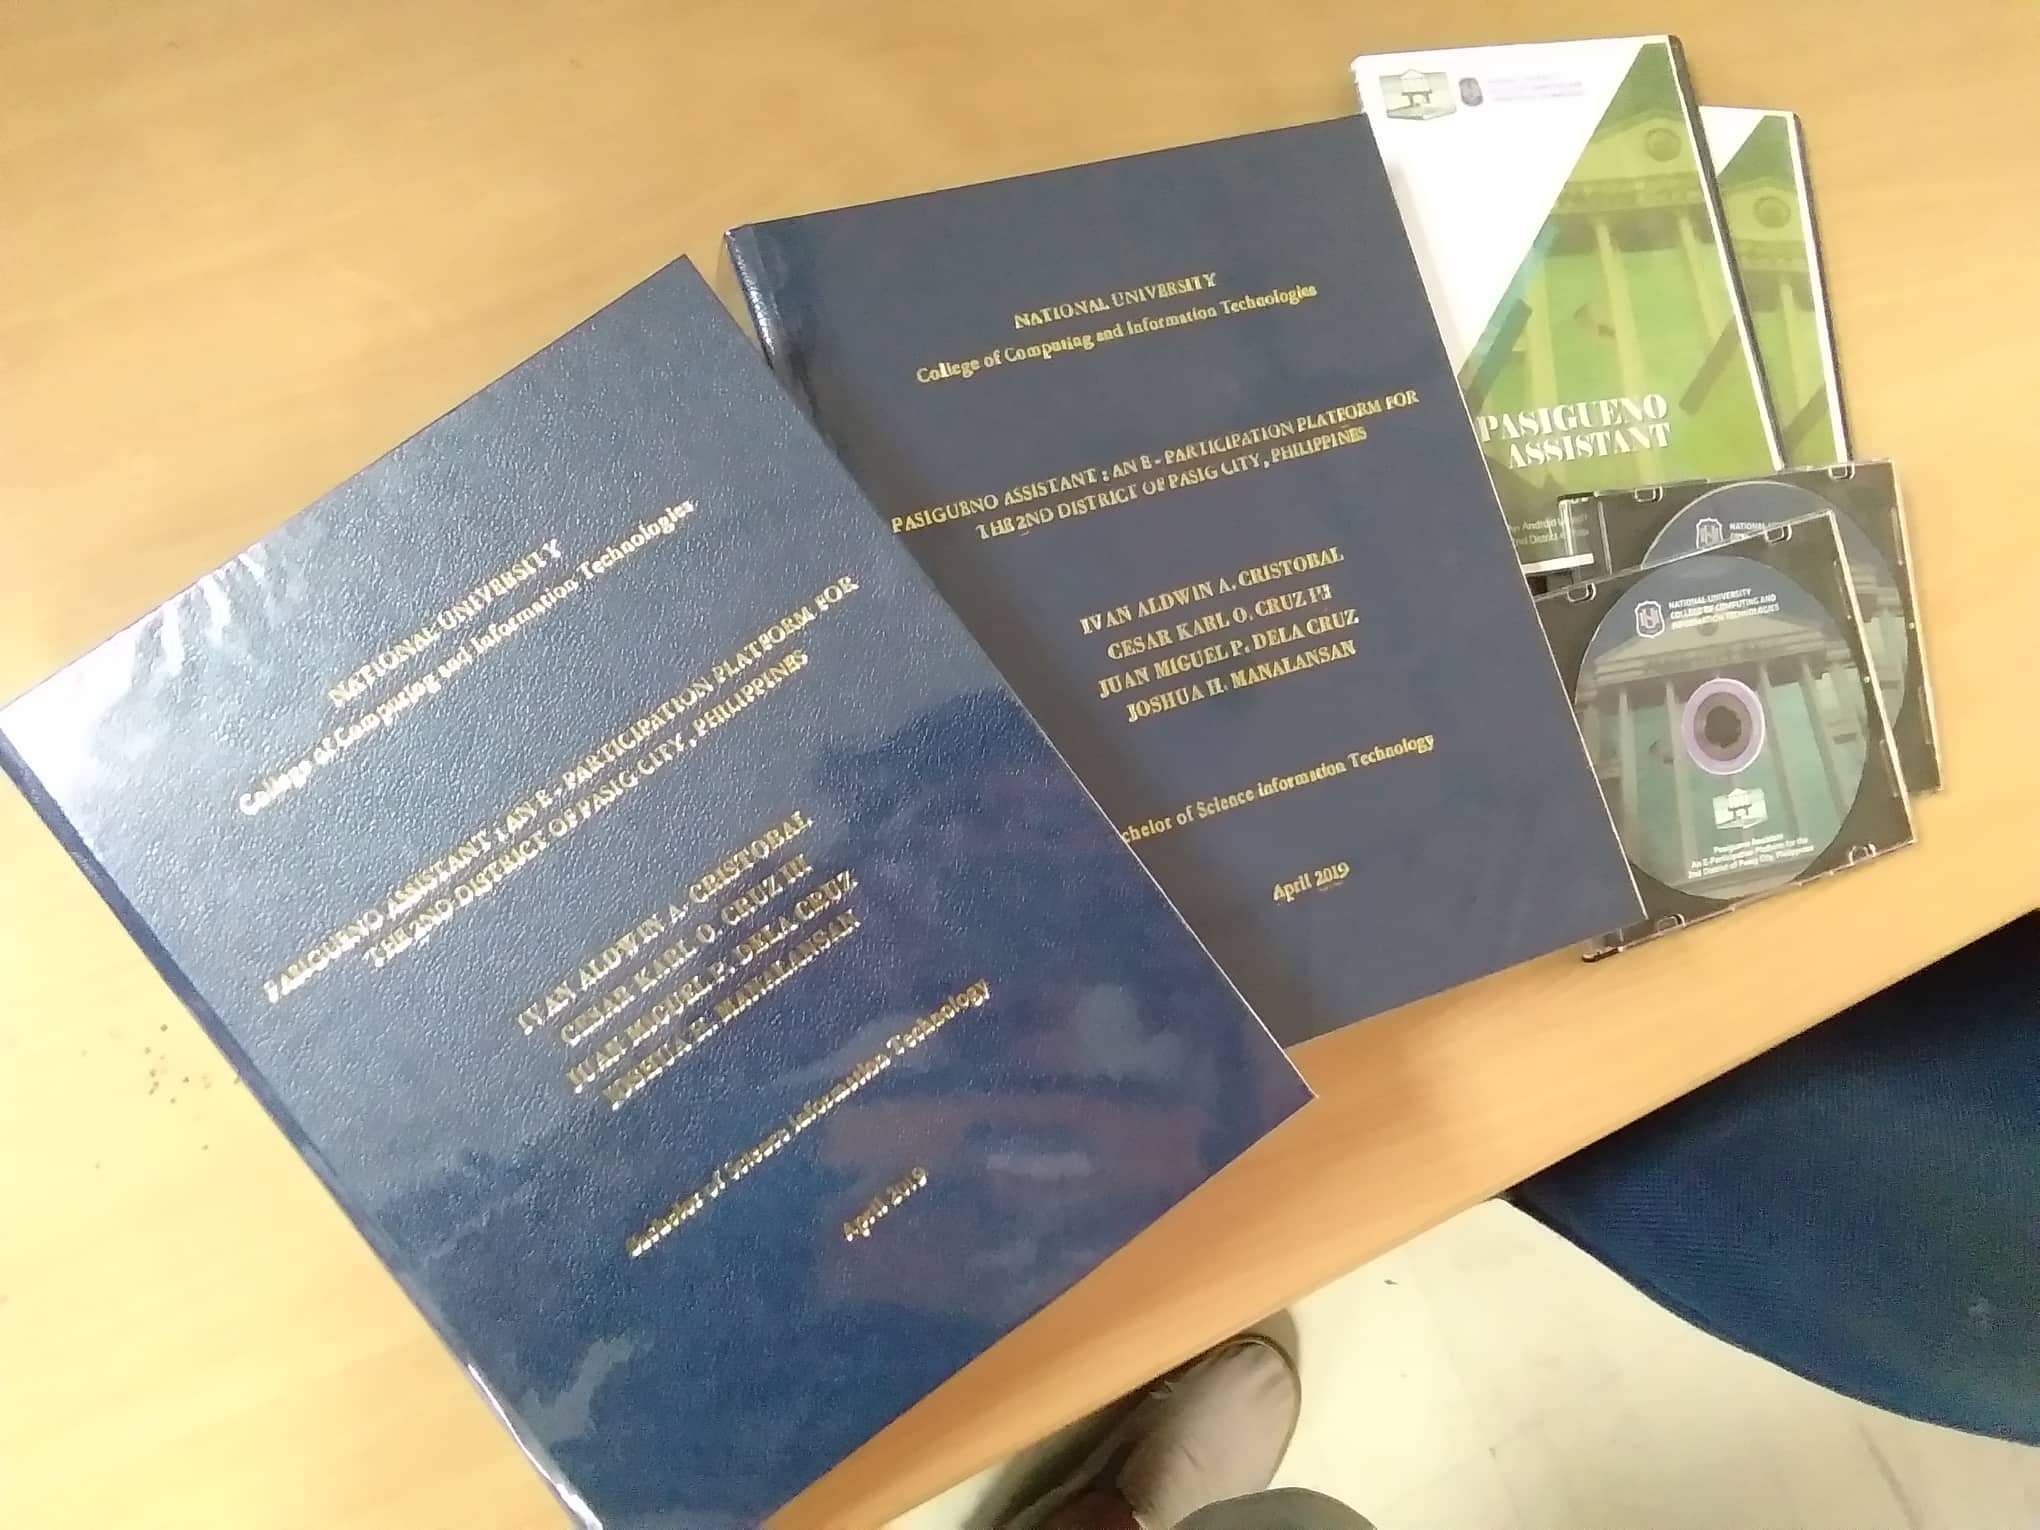 NATIONAL UNIVERSITY
College of Computing and Information Technologies
PASIGUENO ASSISTANT : AN E - PARTICIPATION PLATFORM FOR
THE 2ND DISTRICT OF PASIG CITY, PHILIPPINES
IVAN ALDWIN A. CRISTOBAL
CESAR KARL O. CRUZ III
JUAN MIGUEL P. DELA CRUZ
JOSHUA H. MANALANSAN
Bachelor of Science information Technology
April 2019
NATIONAL UNIVERSITY
College of Computing and Information Technologies
PASIGUENO ASSISTANT : AN E - PARTICIPATION PLATFORM FOR
THE 2ND DISTRICT OF PASIG CITY, PHILIPPINES
IVAN ALDWIN A. CRISTOBAL
CESAR KARL O. CRUZ III
JUAN MIGUEL P. DELA CRUZ
JOSHUA H. MANALANSAN
chelor of Science information Technology
April 2019
PASIGUENO
ASSISTANT
An Android
2nd District
NATIONAL
NATIONAL UNIVERSITY
COLLEGE OF COMPUTING AND
INFORMATION TECHNOLOGIES
Pasigueno Assistant
An E-Participation Platform for the
2nd District of Pasig City, Philippines